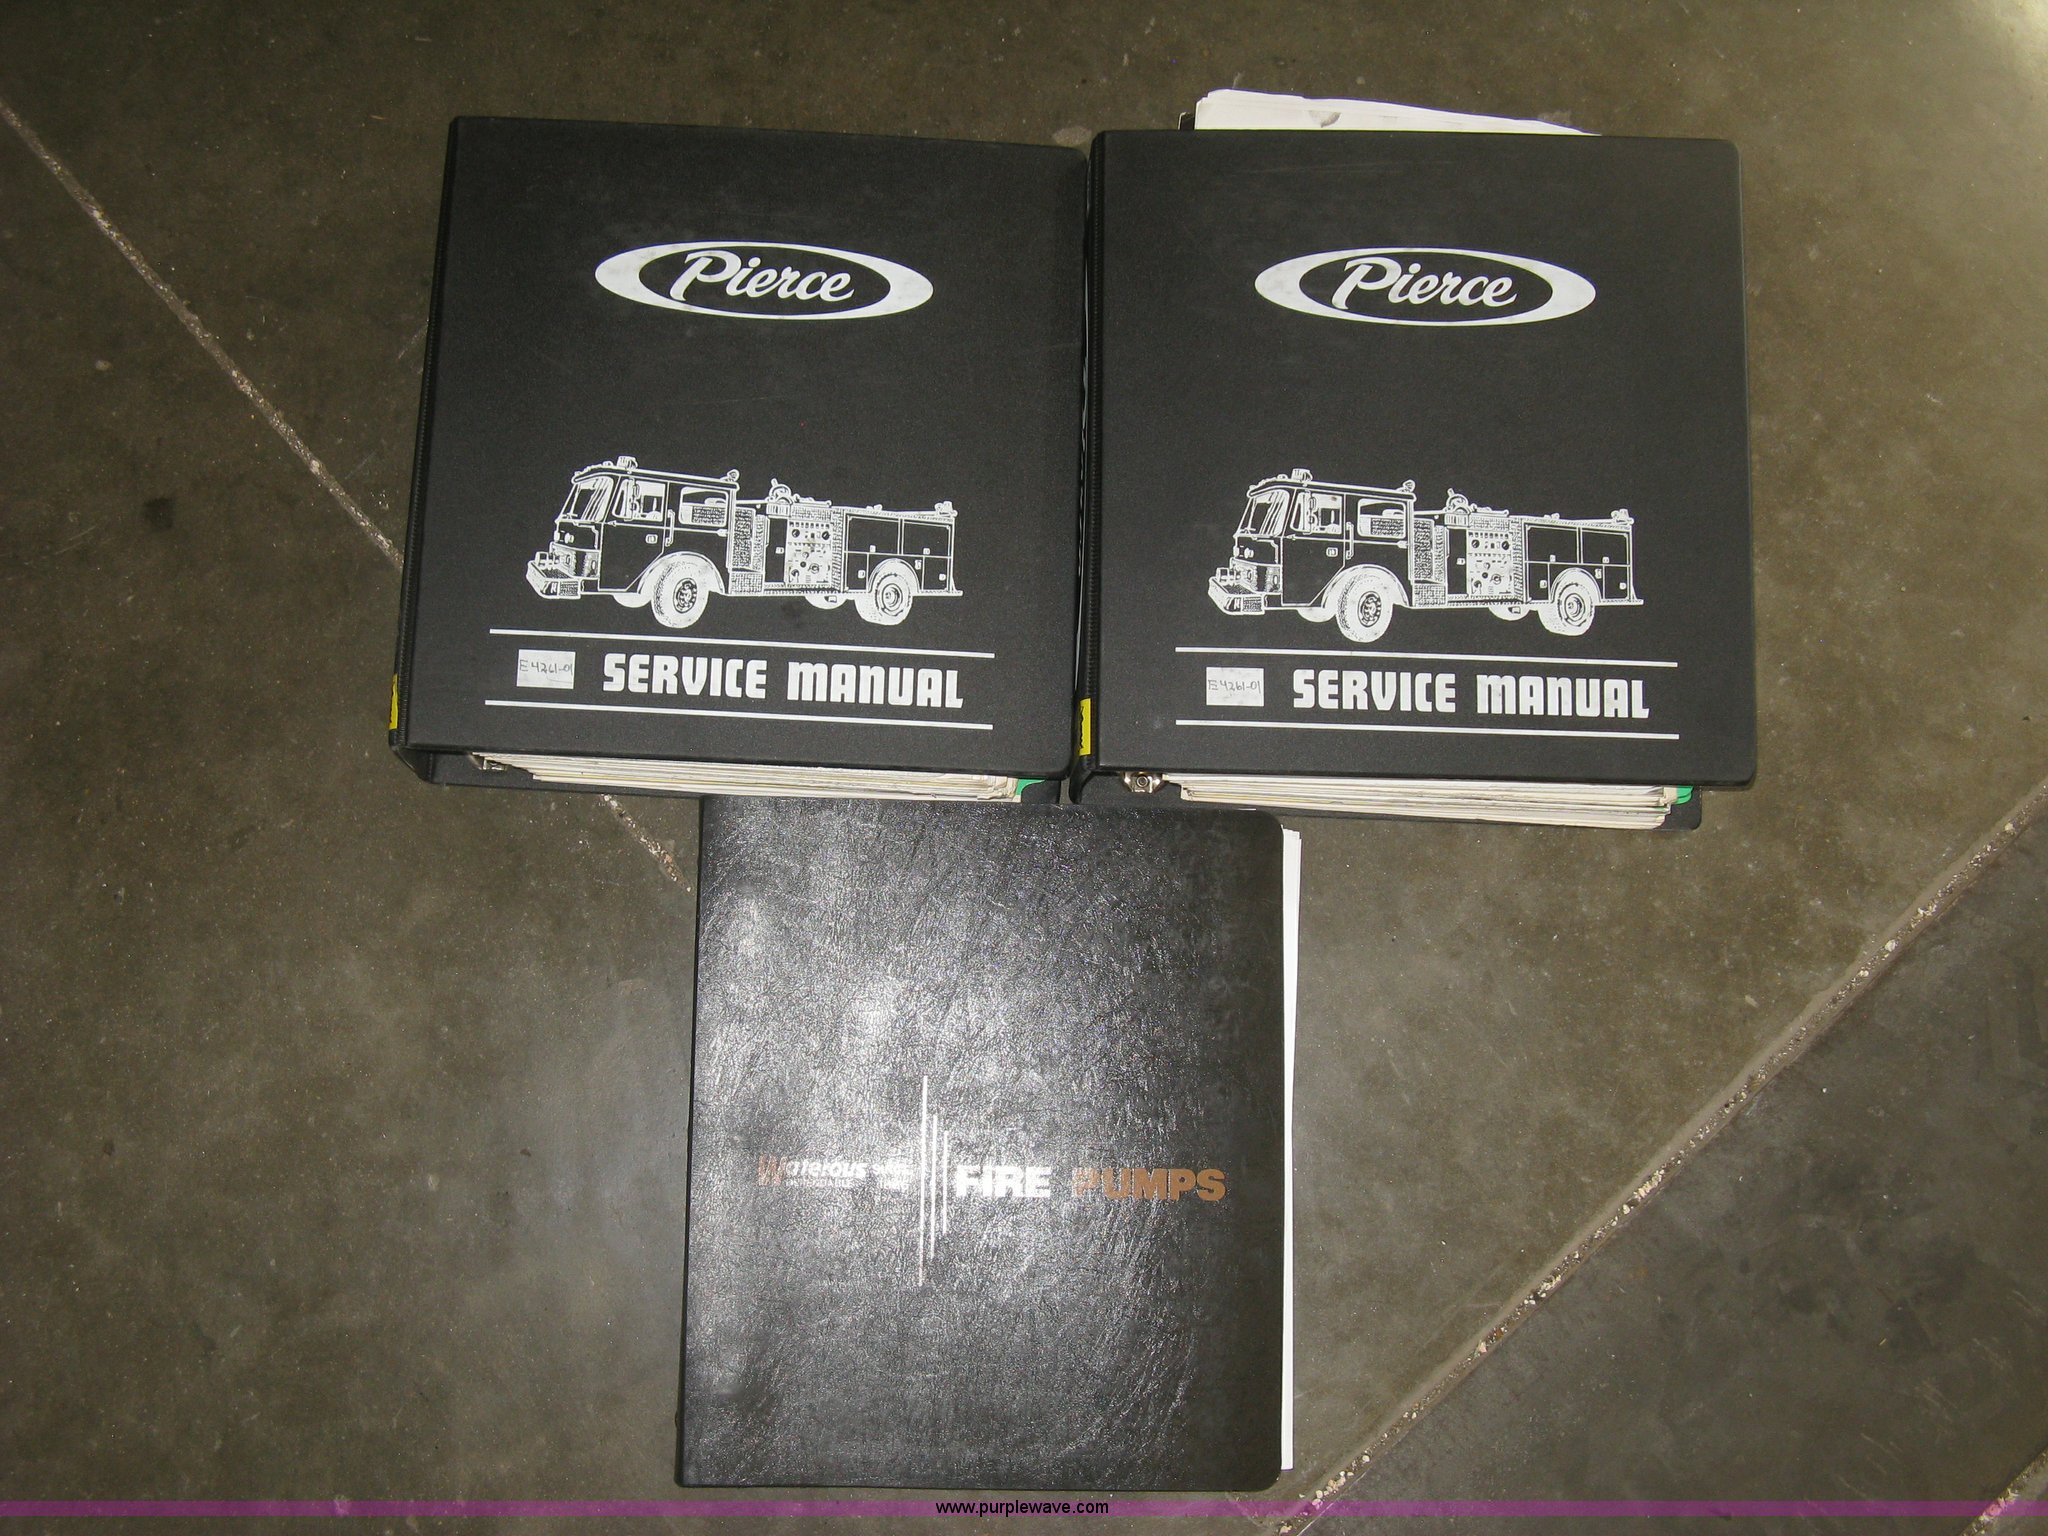 Pierce
E4261-01 SERVICE MANUAL
Pierce
E4261-01 SERVICE MANUAL
Waterous FIRE PUMPS
www.purplewave.com